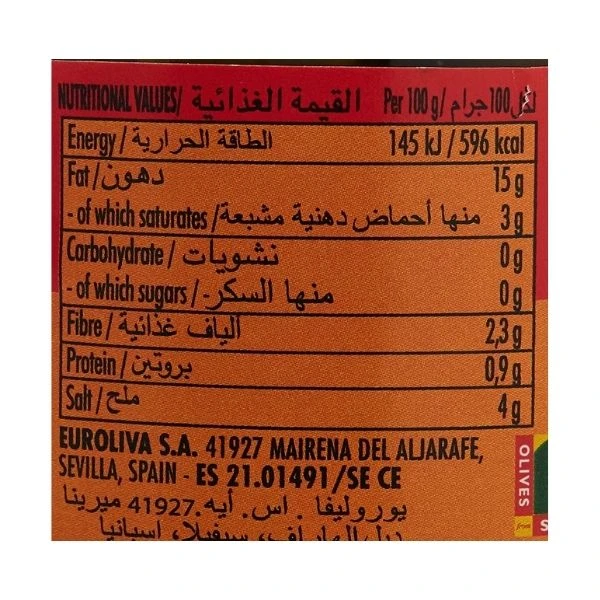 NUTRITIONAL VALUES/ القيمة الغذائية Per 100 g/ لكل 100 جرام
Energy/ الطاقة الحرارية 145 kJ / 596 kcal
Fat/ دهون 15 g
- of which saturates/ منها أحماض دهنية مشبعة 3 g
Carbohydrate / نشويات 0 g
- of which sugars/ -منها السكر 0 g
Fibre / ألياف غذائية 2,3 g
Protein / بروتين 0,9 g
Salt / ملح 4 g
EUROLIVA S.A. 41927 MAIRENA DEL ALJARAFE,
SEVILLA, SPAIN - ES 21.01491/SE CE
يوروليفا . اس. أيه. 41927 ميرينا
ديل الهاراف، سيفيلا، اسبانيا
OLIVES
from S